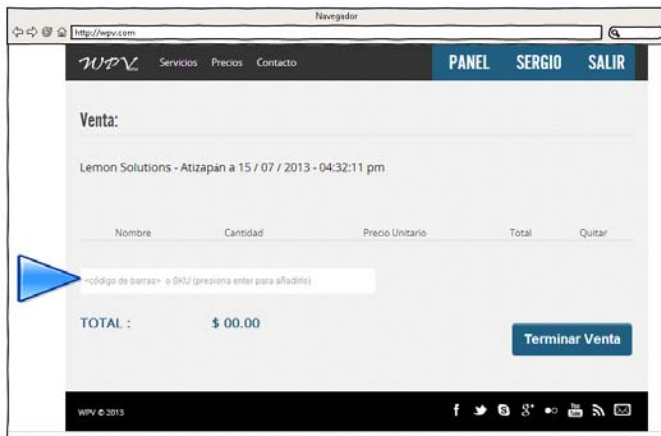 Navegador
http://wpv.com
WPV Servicios Precios Contacto PANEL SERGIO SALIR
Venta:
Lemon Solutions - Atizapán a 15 / 07 / 2013 - 04:32:11 pm
Nombre Cantidad Precio Unitario Total Quitar
<código de barras> o SKU (presiona enter para añadirlo)
TOTAL : $ 00.00
Terminar Venta
WPV © 2013